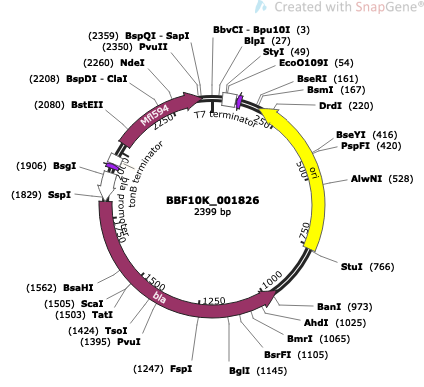 Created with SnapGene®
(2359) BspQI - SapI
(2350) PvuII
(2260) NdeI
(2208) BspDI - ClaI
(2080) BstEII
(1906) BsgI
(1829) SspI
(1562) BsaHI
(1505) ScaI
(1503) TatI
(1424) TsoI
(1395) PvuI
(1247) FspI
BbvCI - Bpu10I (3)
BlpI (27)
StyI (49)
EcoO109I (54)
BseRI (161)
BsmI (167)
DrdI (220)
BseYI (416)
PspFI (420)
AlwNI (528)
StuI (766)
BanI (973)
AhdI (1025)
BmrI (1065)
BsrFI (1105)
BglI (1145)
Mfl594
T7 terminator
tonB terminator
bla promoter
ori
bla
250
500
750
1000
1250
1500
1750
2250
BBF10K_001826
2399 bp